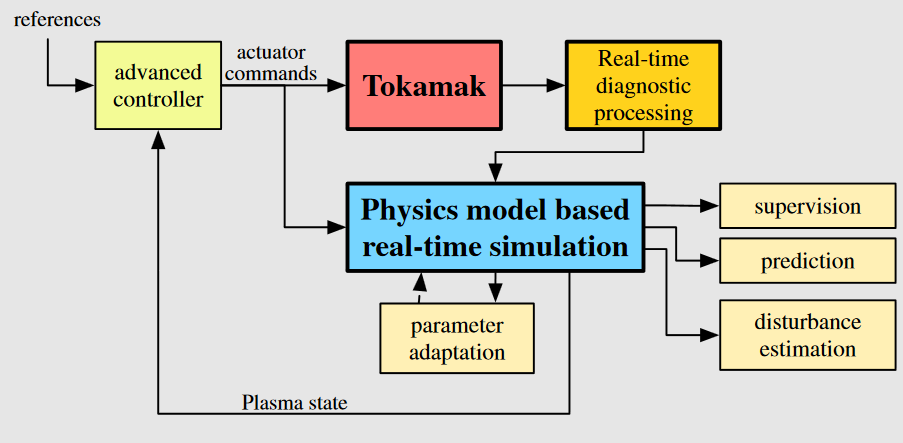 references
advanced
controller
actuator
commands
Tokamak
Real-time
diagnostic
processing
Physics model based
real-time simulation
supervision
prediction
disturbance
estimation
parameter
adaptation
Plasma state